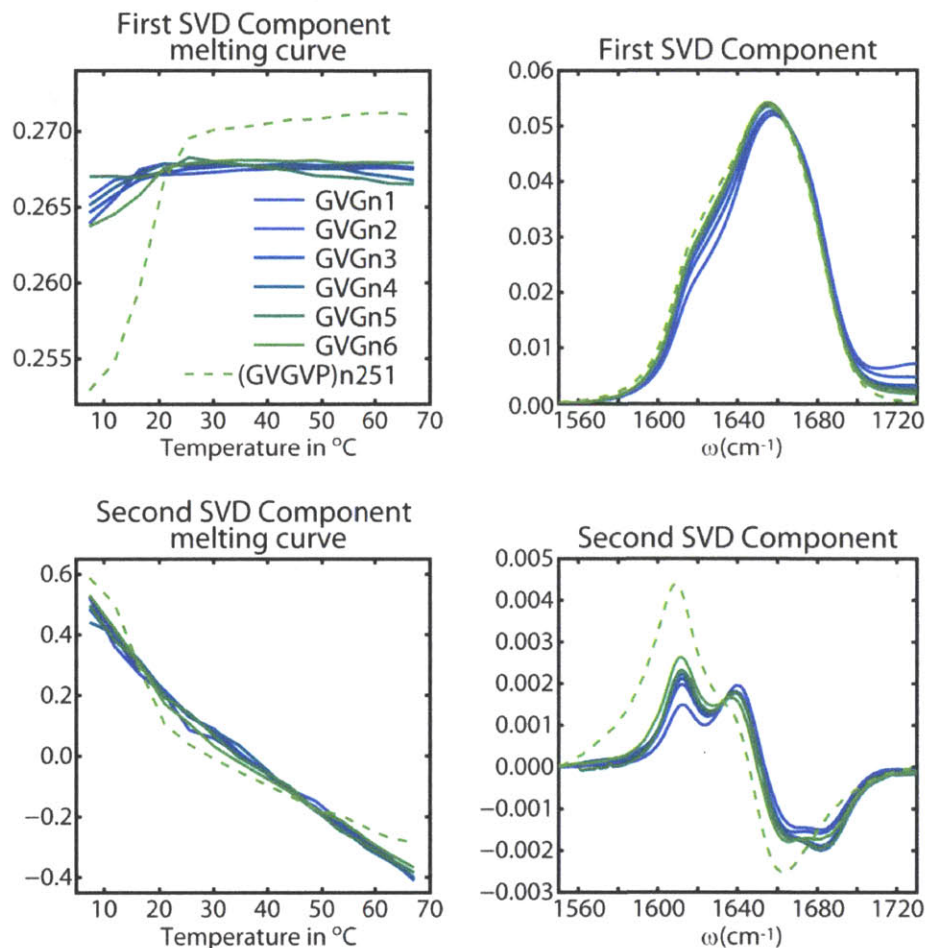 First SVD Component
melting curve
0.270
0.265
0.260
0.255
GVGn1
GVGn2
GVGn3
GVGn4
GVGn5
GVGn6
(GVGVP)n251
10 20 30 40 50 60 70
Temperature in °C
First SVD Component
0.06
0.05
0.04
0.03
0.02
0.01
0.00
1560 1600 1640 1680 1720
ω(cm⁻¹)
Second SVD Component
melting curve
0.6
0.4
0.2
0.0
−0.2
−0.4
10 20 30 40 50 60 70
Temperature in °C
Second SVD Component
0.005
0.004
0.003
0.002
0.001
0.000
−0.001
−0.002
−0.003
1560 1600 1640 1680 1720
ω(cm⁻¹)